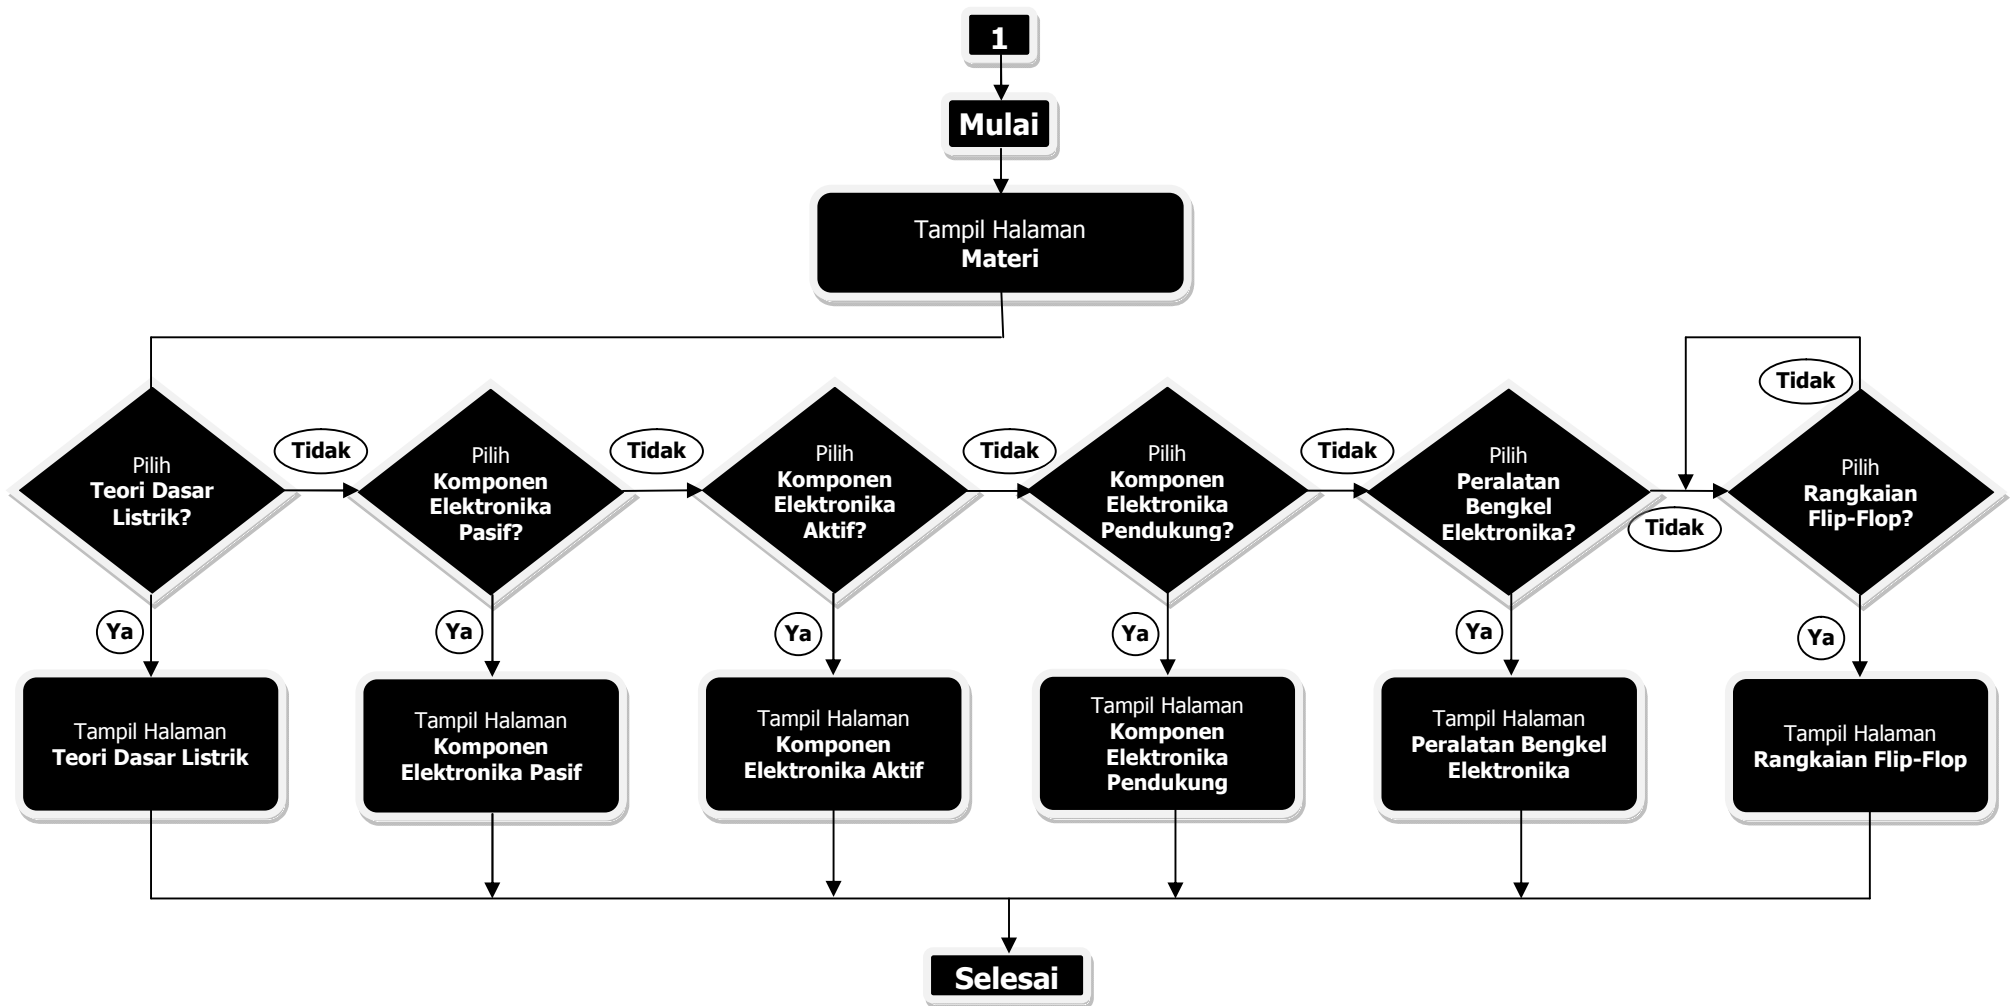 1
Mulai
Tampil Halaman
Materi
Pilih
Teori Dasar
Listrik?
Tidak
Pilih
Komponen
Elektronika
Pasif?
Tidak
Pilih
Komponen
Elektronika
Aktif?
Tidak
Pilih
Komponen
Elektronika
Pendukung?
Tidak
Pilih
Peralatan
Bengkel
Elektronika?
Tidak
Pilih
Rangkaian
Flip-Flop?
Tidak
Ya
Ya
Ya
Ya
Ya
Ya
Tampil Halaman
Teori Dasar Listrik
Tampil Halaman
Komponen
Elektronika Pasif
Tampil Halaman
Komponen
Elektronika Aktif
Tampil Halaman
Komponen
Elektronika
Pendukung
Tampil Halaman
Peralatan Bengkel
Elektronika
Tampil Halaman
Rangkaian Flip-Flop
Selesai